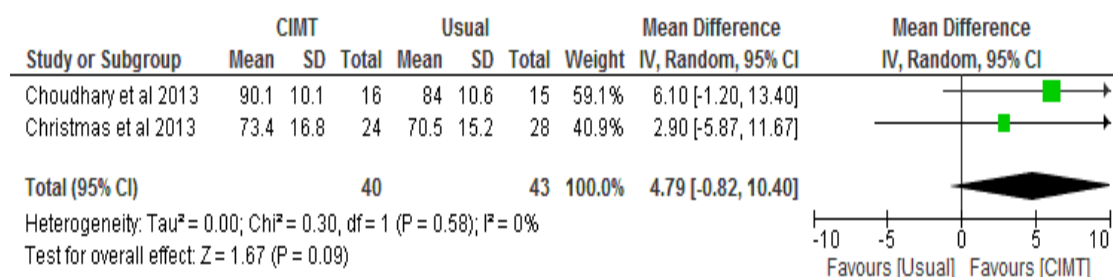 CIMT Usual Mean Difference Mean Difference
Study or Subgroup Mean SD Total Mean SD Total Weight IV, Random, 95% CI IV, Random, 95% CI
Choudhary et al 2013 90.1 10.1 16 84 10.6 15 59.1% 6.10 [-1.20, 13.40]
Christmas et al 2013 73.4 16.8 24 70.5 15.2 28 40.9% 2.90 [-5.87, 11.67]
Total (95% CI) 40 43 100.0% 4.79 [-0.82, 10.40]
Heterogeneity: Tau² = 0.00; Chi² = 0.30, df = 1 (P = 0.58); I² = 0%
Test for overall effect: Z = 1.67 (P = 0.09)
-10 -5 0 5 10
Favours [Usual] Favours [CIMT]